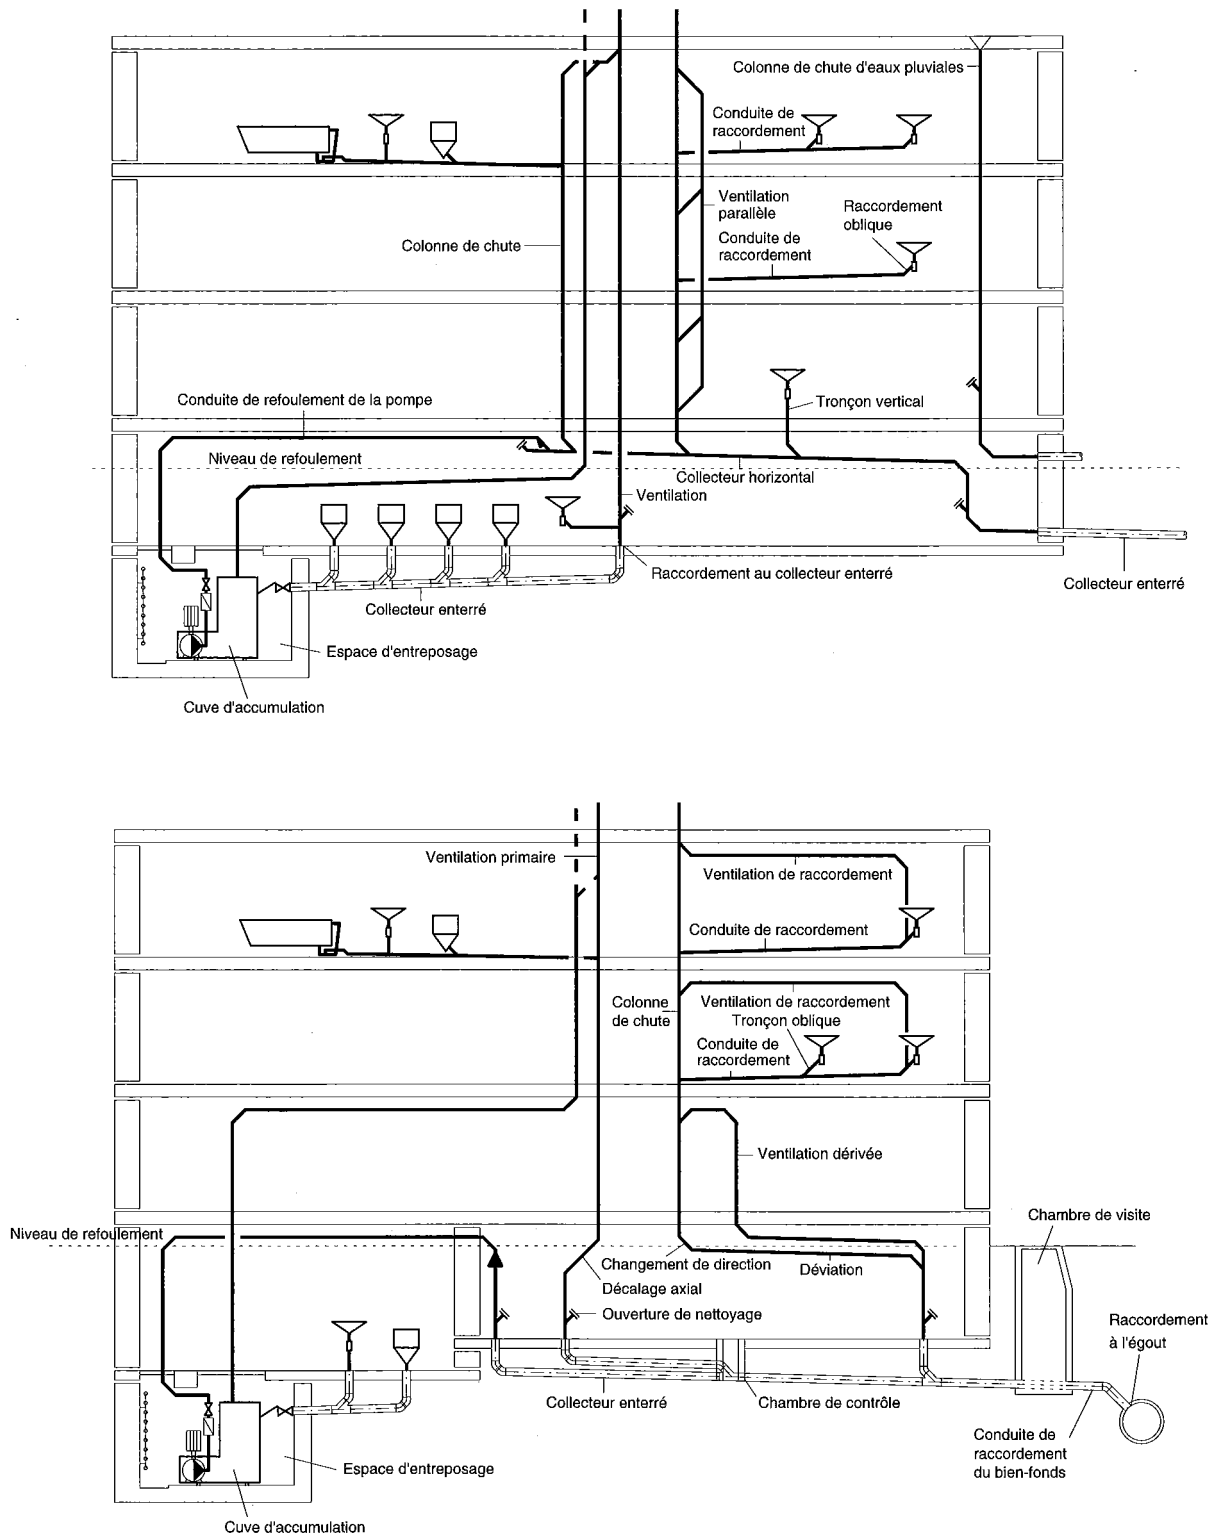 Colonne de chute d'eaux pluviales
Conduite de
raccordement
Ventilation
parallèle
Raccordement
oblique
Colonne de chute
Conduite de
raccordement
Conduite de refoulement de la pompe
Tronçon vertical
Niveau de refoulement
Collecteur horizontal
Ventilation
Raccordement au collecteur enterré
Collecteur enterré
Collecteur enterré
Espace d'entreposage
Cuve d'accumulation
Ventilation primaire
Ventilation de raccordement
Conduite de raccordement
Colonne
de chute
Ventilation de raccordement
Tronçon oblique
Conduite de
raccordement
Ventilation dérivée
Chambre de visite
Niveau de refoulement
Changement de direction
Déviation
Décalage axial
Ouverture de nettoyage
Raccordement
à l'égout
Collecteur enterré
Chambre de contrôle
Conduite de
raccordement
du bien-fonds
Espace d'entreposage
Cuve d'accumulation